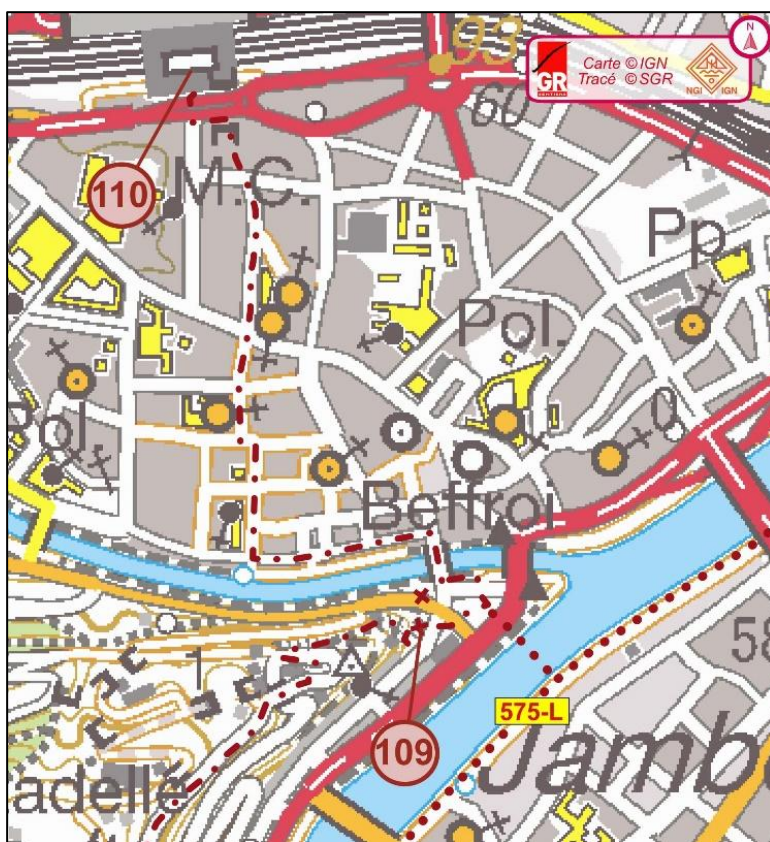 93
N
GR
Carte © IGN
Tracé © SGR
NGI IGN
60
110
M.C.
Pp
Pol.
Pol.
0
Beffroi
58
575-L
109
Jamb
adelle